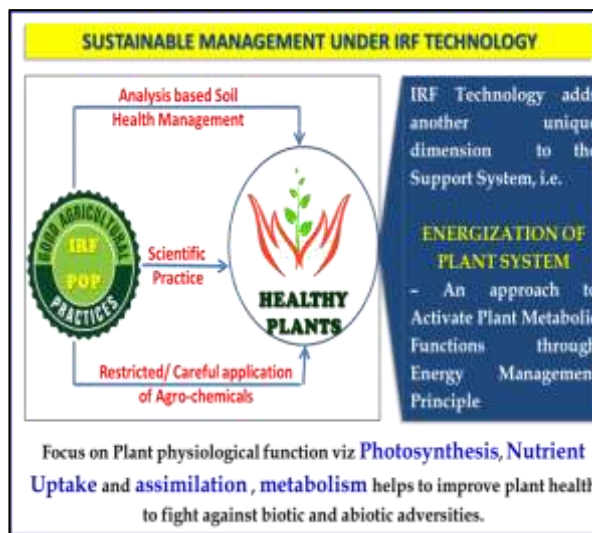 SUSTAINABLE MANAGEMENT UNDER IRF TECHNOLOGY
Analysis based Soil
Health Management
GOOD AGRICULTURAL
IRF
POP
PRACTICES
Scientific
Practice
HEALTHY
PLANTS
Restricted/ Careful application
of Agro-chemicals
IRF Technology adds
another unique
dimension to the
Support System, i.e.
ENERGIZATION OF
PLANT SYSTEM
– An approach to
Activate Plant Metabolic
Functions through
Energy Management
Principle
Focus on Plant physiological function viz Photosynthesis, Nutrient
Uptake and assimilation , metabolism helps to improve plant health
to fight against biotic and abiotic adversities.